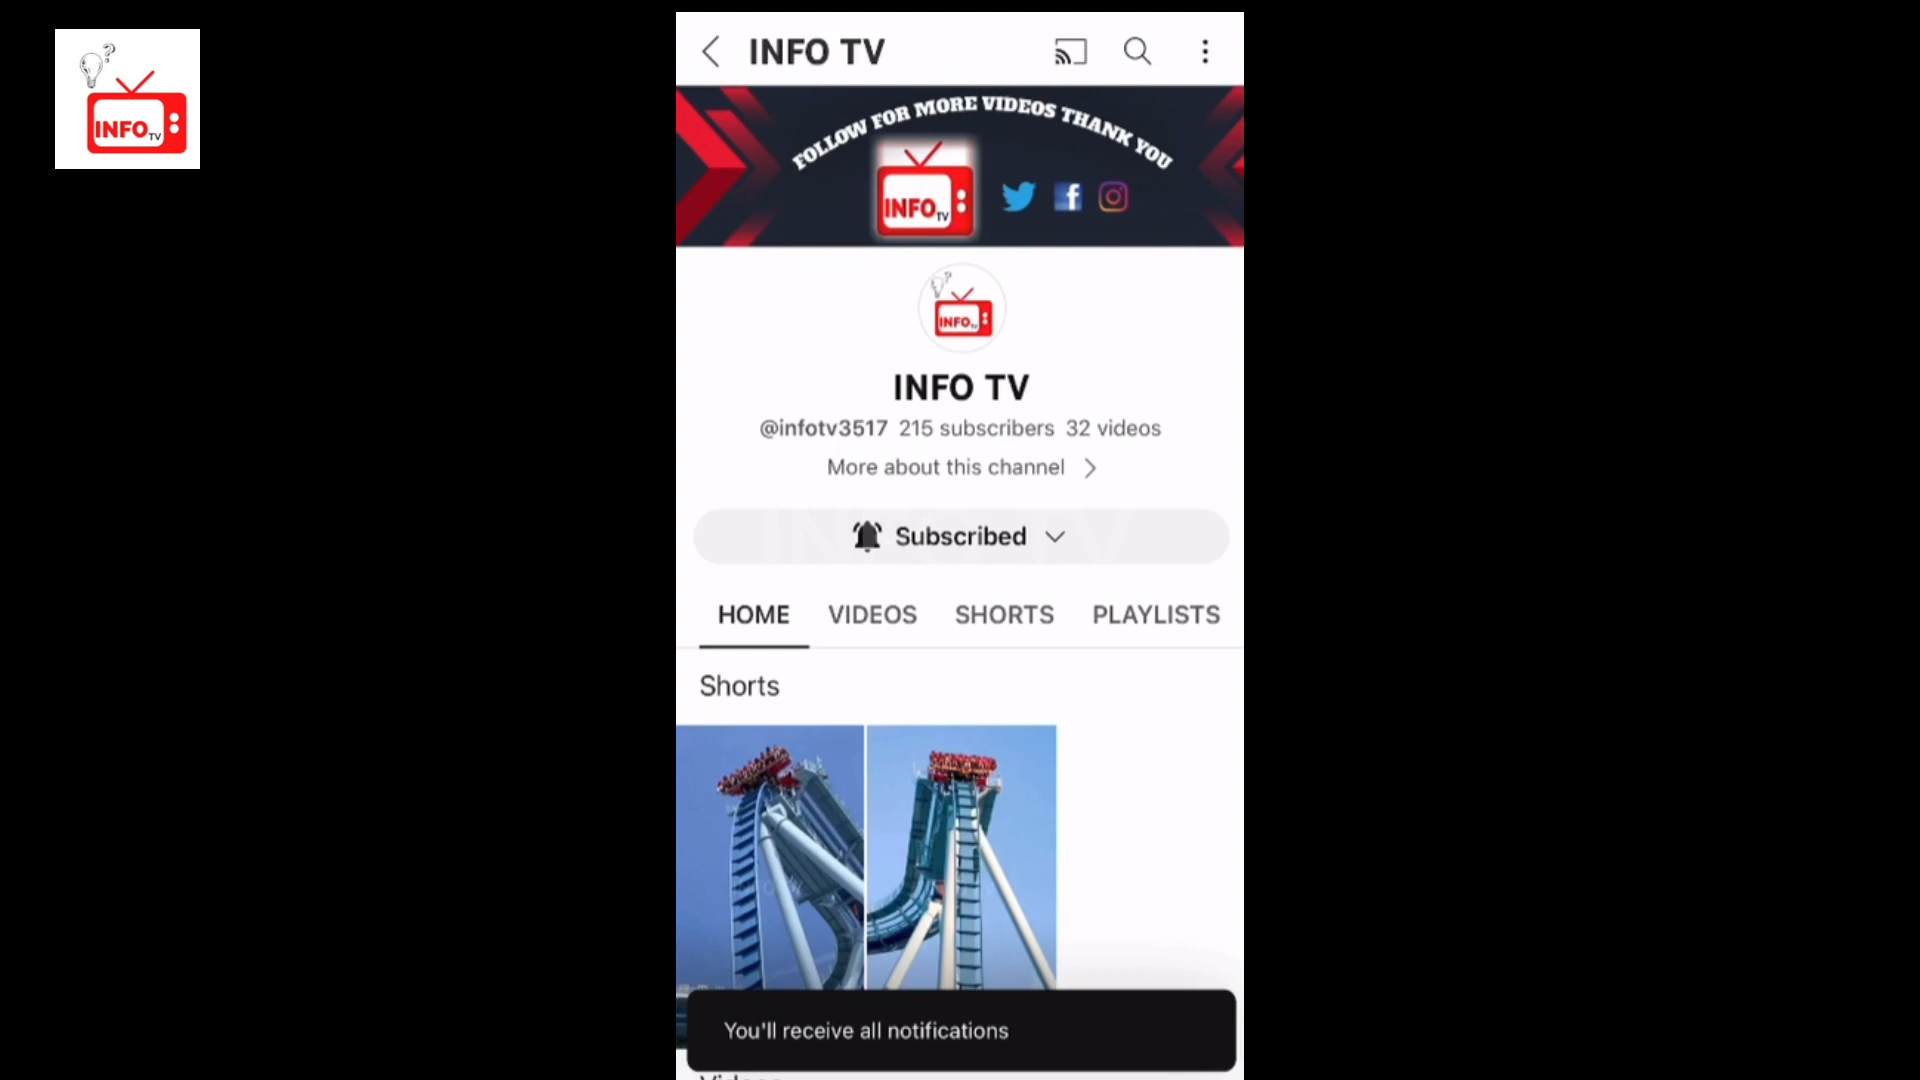 ?
INFO TV
INFO TV
FOLLOW FOR MORE VIDEOS THANK YOU
INFO TV
?
INFO TV
INFO TV
@infotv3517 215 subscribers 32 videos
More about this channel
Subscribed
HOME VIDEOS SHORTS PLAYLISTS
Shorts
You'll receive all notifications
Videos